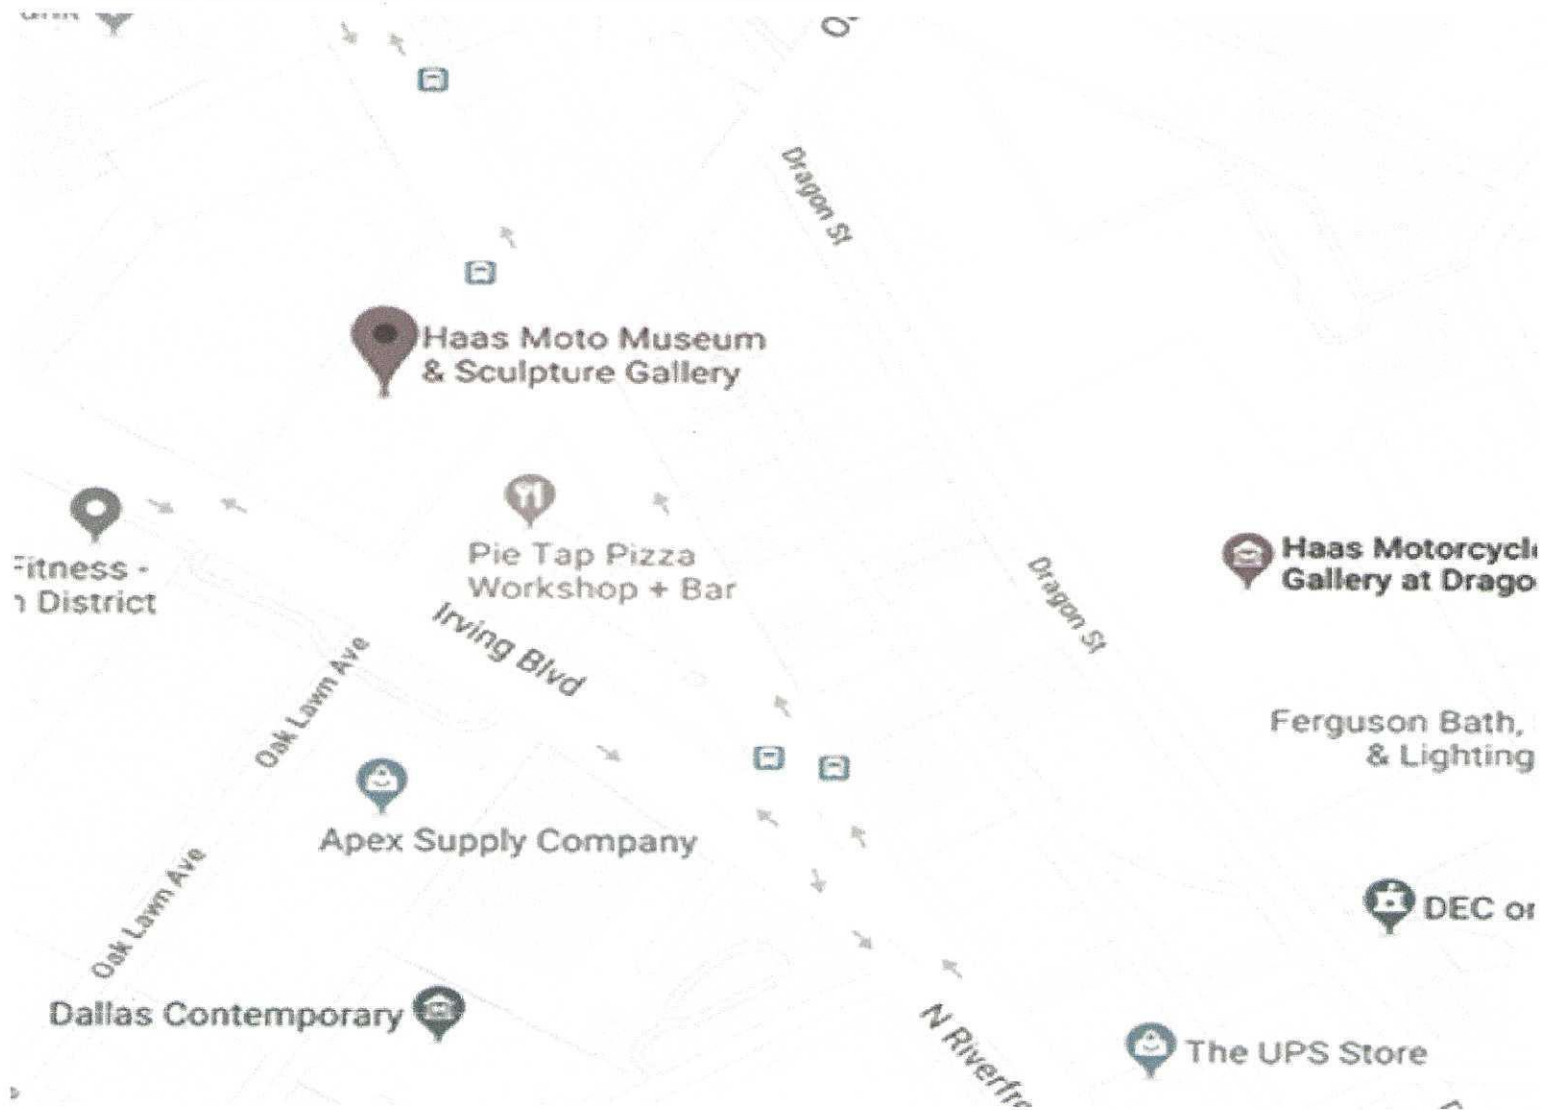 Dragon St
Haas Moto Museum
& Sculpture Gallery
Pie Tap Pizza
Workshop + Bar
Fitness -
District
Irving Blvd
Haas Motorcycl
Gallery at Drago
Dragon St
Oak Lawn Ave
Ferguson Bath,
& Lighting
Apex Supply Company
Oak Lawn Ave
DEC on
Dallas Contemporary
N Riverfr
The UPS Store